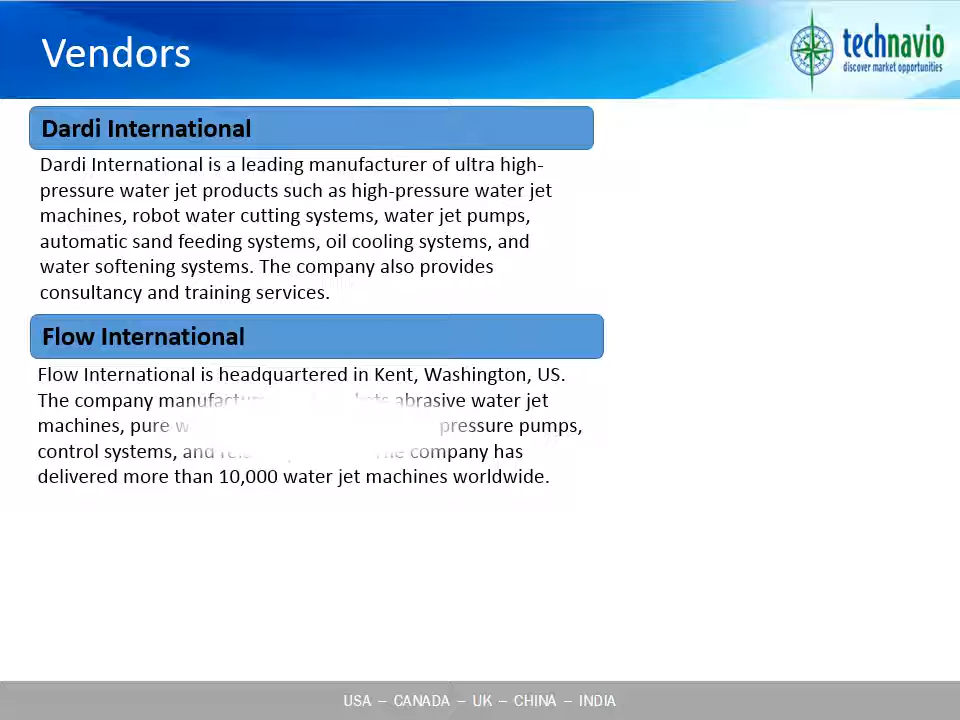 Vendors
technavio
discover market opportunities
Dardi International
Dardi International is a leading manufacturer of ultra high-
pressure water jet products such as high-pressure water jet
machines, robot water cutting systems, water jet pumps,
automatic sand feeding systems, oil cooling systems, and
water softening systems. The company also provides
consultancy and training services.
Flow International
Flow International is headquartered in Kent, Washington, US.
The company abrasive water jet
machines, pure pressure pumps,
control systems, and company has
delivered more than 10,000 water jet machines worldwide.
USA – CANADA – UK – CHINA – INDIA